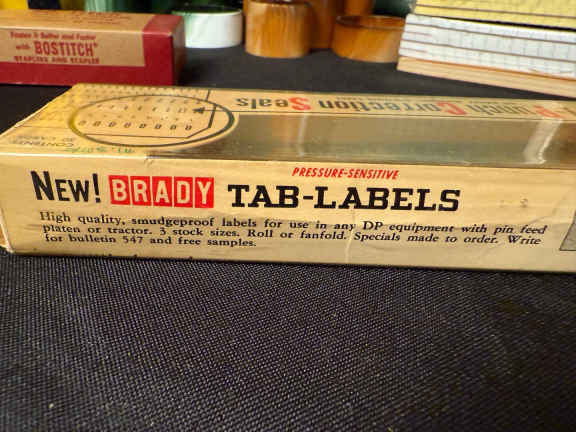 Fasten it Better and Faster
with BOSTITCH®
STAPLING AND STAPLER
Punch Correction Seals
CONTENTS
PRESSURE-SENSITIVE
NEW! BRADY TAB-LABELS
High quality, smudgeproof labels for use in any DP equipment with pin feed
platen or tractor. 3 stock sizes. Roll or fanfold. Specials made to order. Write
for bulletin 547 and free samples.